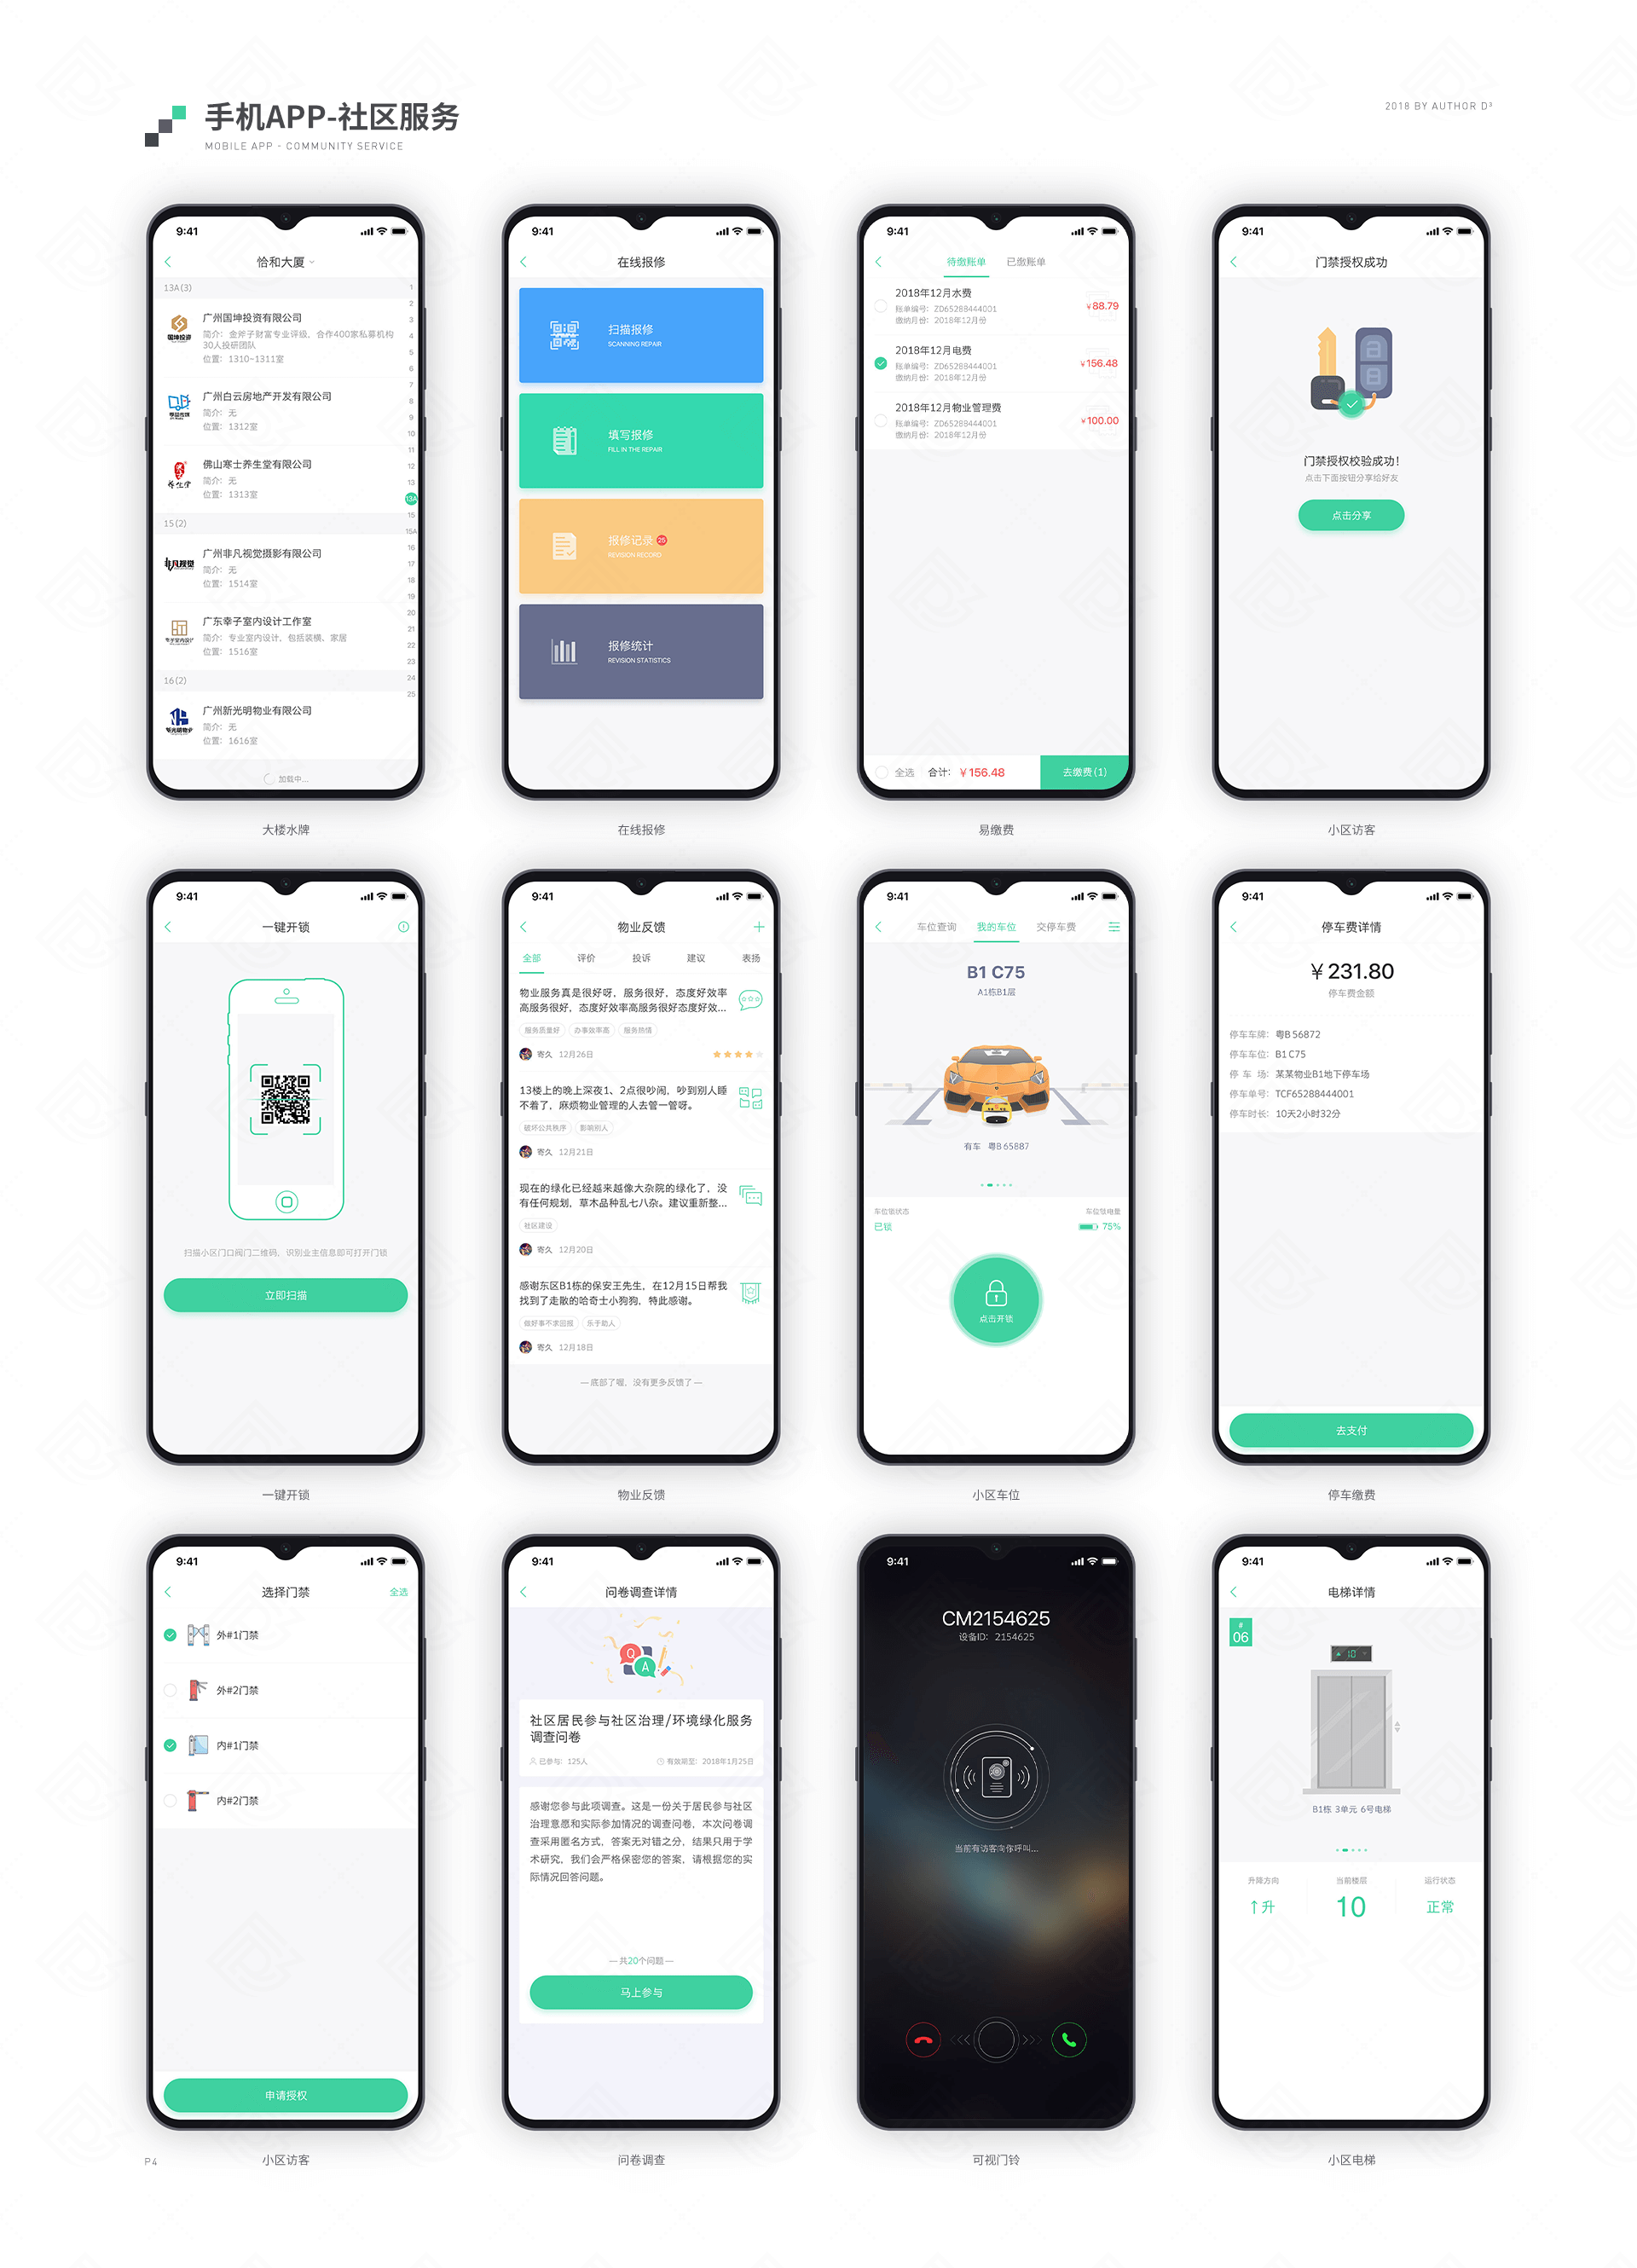 手机APP-社区服务
MOBILE APP - COMMUNITY SERVICE
2018 BY AUTHOR D³
9:41
恰和大厦
13A(3)
广州国坤投资有限公司
简介：金斧子财富专业评级，合作400家私募机构
30人投研团队
位置：1310-1311室
国坤投资
广州白云房地产开发有限公司
简介：无
位置：1312室
佛山寒士养生堂有限公司
简介：无
位置：1313室
15(2)
广州非凡视觉摄影有限公司
简介：无
位置：1514室
非凡视觉
广东幸子室内设计工作室
简介：专业室内设计，包括装横、家居
位置：1516室
16(2)
广州新光明物业有限公司
简介：无
位置：1616室
加载中...
1
2
3
4
5
6
7
8
9
10
11
12
13
13A
15
15A
16
17
18
19
20
21
22
23
24
25
大楼水牌
9:41
在线报修
扫描报修
SCANNING REPAIR
填写报修
FILL IN THE REPAIR
报修记录 25
REVISION RECORD
报修统计
REVISION STATISTICS
在线报修
9:41
待缴账单 已缴账单
2018年12月水费
账单编号：ZD65288444001
缴纳月份：2018年12月份
¥88.79
2018年12月电费
账单编号：ZD65288444001
缴纳月份：2018年12月份
¥156.48
2018年12月物业管理费
账单编号：ZD65288444001
缴纳月份：2018年12月份
¥100.00
全选 合计：¥156.48 去缴费(1)
易缴费
9:41
门禁授权成功
门禁授权校验成功！
点击下面按钮分享给好友
点击分享
小区访客
9:41
一键开锁
扫描小区门口阀门二维码，识别业主信息即可打开门锁
立即扫描
一键开锁
9:41
物业反馈
全部 评价 投诉 建议 表扬
物业服务真是很好呀，服务很好，态度好效率
高服务很好，态度好效率高服务很好态度好效...
服务质量好 办事效率高 服务热情
寄久 12月26日
13楼上的晚上深夜1、2点很吵闹，吵到别人睡
不着了，麻烦物业管理的人去管一管呀。
破坏公共秩序 影响别人
寄久 12月21日
现在的绿化已经越来越像大杂院的绿化了，没
有任何规划，草木品种乱七八杂。建议重新整...
社区建设
寄久 12月20日
感谢东区B1栋的保安王先生，在12月15日帮我
找到了走散的哈奇士小狗狗，特此感谢。
做好事不求回报 乐于助人
寄久 12月18日
— 底部了喔，没有更多反馈了 —
物业反馈
9:41
车位查询 我的车位 交停车费
B1 C75
A1栋B1层
有车 粤B 65887
车位锁状态 车位锁电量
已锁 75%
点击开锁
小区车位
9:41
停车费详情
¥231.80
停车费金额
停车车牌：粤B 56872
停车车位：B1 C75
停 车 场：某某物业B1地下停车场
停车单号：TCF65288444001
停车时长：10天2小时32分
去支付
停车缴费
9:41
选择门禁 全选
外#1门禁
外#2门禁
内#1门禁
内#2门禁
申请授权
小区访客
9:41
问卷调查详情
Q
A
社区居民参与社区治理/环境绿化服务
调查问卷
已参与：125人 有效期至：2018年1月25日
感谢您参与此项调查。这是一份关于居民参与社区
治理意愿和实际参加情况的调查问卷，本次问卷调
查采用匿名方式，答案无对错之分，结果只用于学
术研究，我们会严格保密您的答案，请根据您的实
际情况回答问题。
— 共20个问题 —
马上参与
问卷调查
9:41
CM2154625
设备ID：2154625
当前有访客向你呼叫...
可视门铃
9:41
电梯详情
#
06
10
B1栋 3单元 6号电梯
升降方向 当前楼层 运行状态
↑升 10 正常
小区电梯
P4